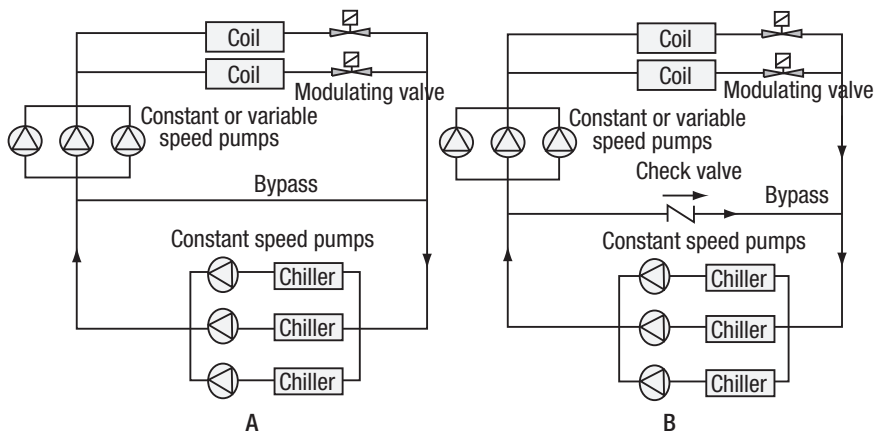 Coil
Coil
Modulating valve
Constant or variable
speed pumps
Bypass
Constant speed pumps
Chiller
Chiller
Chiller
A
Coil
Coil
Modulating valve
Constant or variable
speed pumps
Check valve
Bypass
Constant speed pumps
Chiller
Chiller
Chiller
B